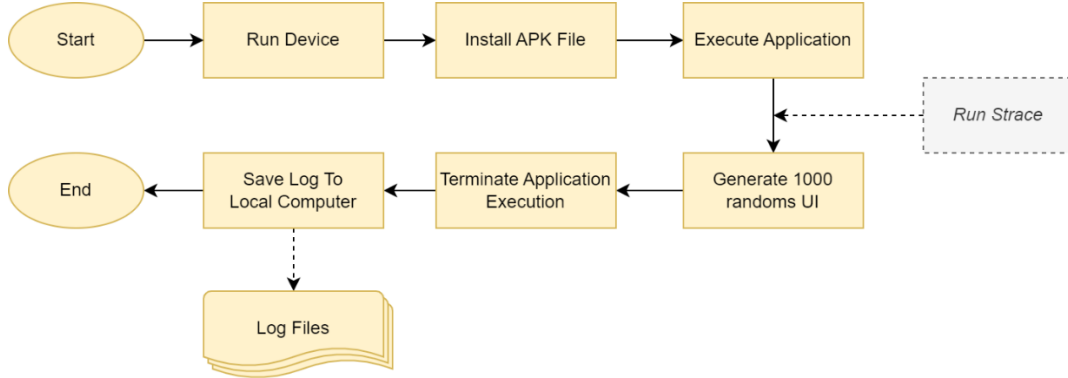 Start
Run Device
Install APK File
Execute Application
Run Strace
End
Save Log To
Local Computer
Terminate Application
Execution
Generate 1000
randoms UI
Log Files